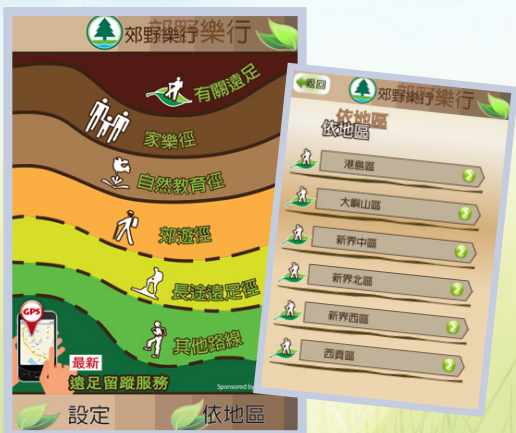 郊野樂行
有關遠足
家樂徑
自然教育徑
郊遊徑
長途遠足徑
其他路線
GPS
最新
遠足留蹤服務
Sponsored by
設定
依地區
返回
郊野樂行
依地區
港島區
大嶼山區
新界中區
新界北區
新界西區
西貢區